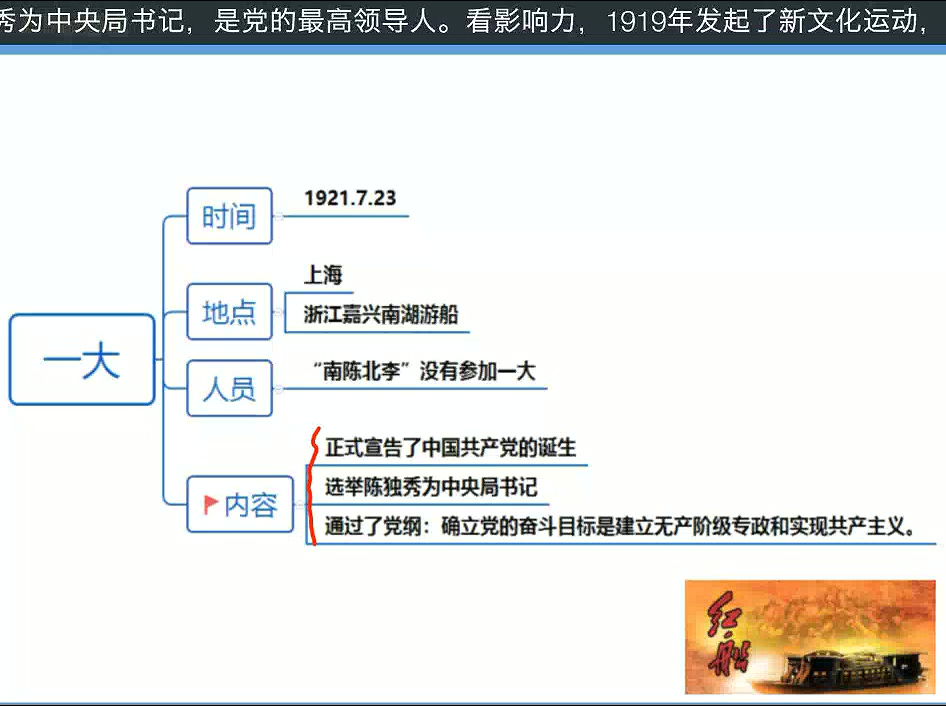 秀为中央局书记，是党的最高领导人。看影响力，1919年发起了新文化运动，
时间
1921.7.23
上海
地点
浙江嘉兴南湖游船
一大
人员
“南陈北李”没有参加一大
正式宣告了中国共产党的诞生
选举陈独秀为中央局书记
内容
通过了党纲：确立党的奋斗目标是建立无产阶级专政和实现共产主义。
红船